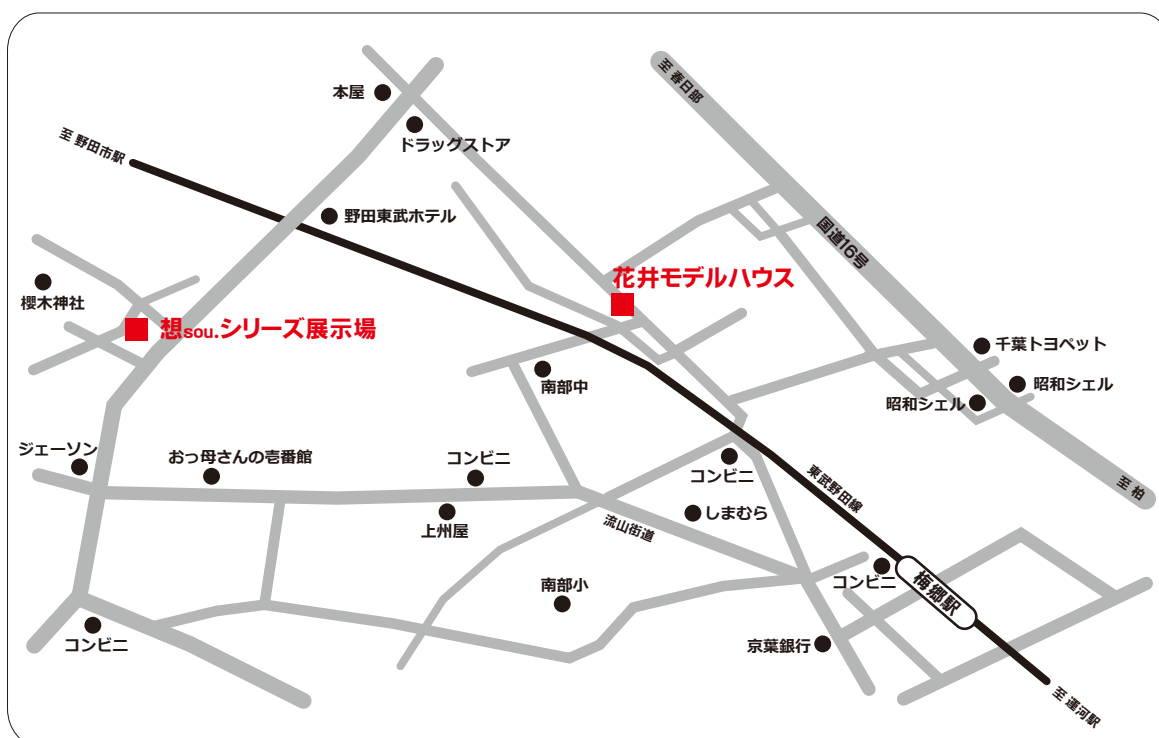 至 春日部
本屋
ドラッグストア
至 野田市駅
野田東武ホテル
国道16号
花井モデルハウス
櫻木神社
想sou.シリーズ展示場
千葉トヨペット
南部中
昭和シェル
昭和シェル
ジェーソン
おっ母さんの壱番館
コンビニ
コンビニ
東武野田線
至 柏
上州屋
流山街道
しまむら
コンビニ
梅郷駅
南部小
コンビニ
京葉銀行
至 運河駅